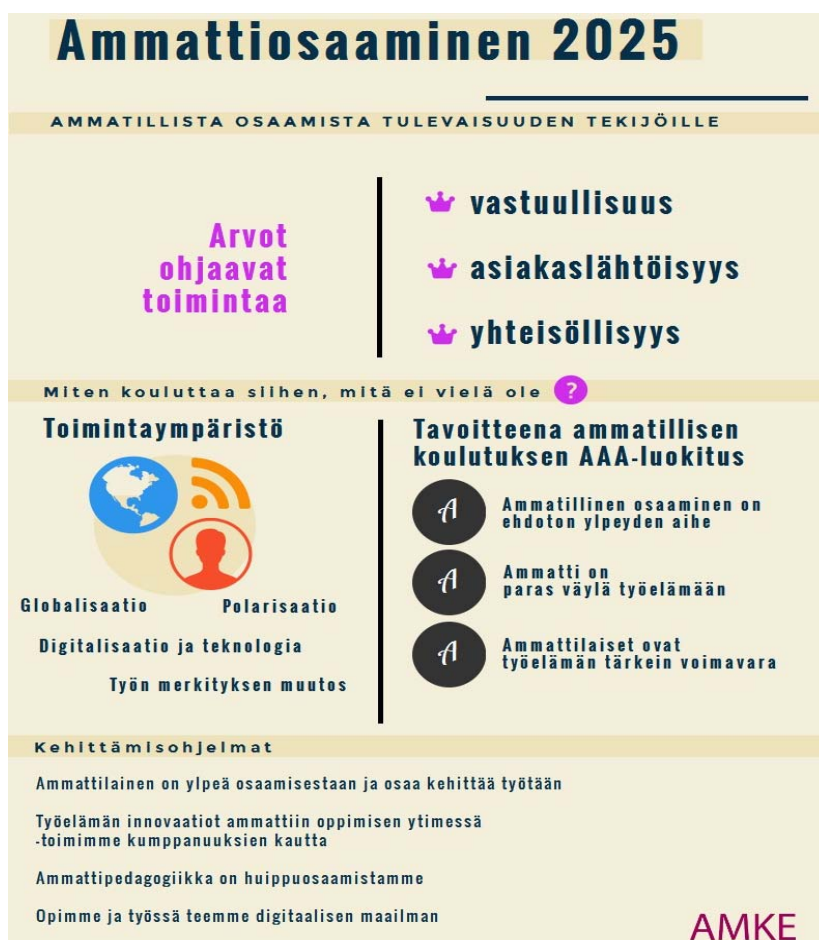 Ammattiosaaminen 2025
AMMATILLISTA OSAAMISTA TULEVAISUUDEN TEKIJÖILLE
Arvot
ohjaavat
toimintaa
vastuullisuus
asiakaslähtöisyys
yhteisöllisyys
Miten kouluttaa siihen, mitä ei vielä ole ?
Toimintaympäristö
Globalisaatio
Polarisaatio
Digitalisaatio ja teknologia
Työn merkityksen muutos
Tavoitteena ammatillisen
koulutuksen AAA-luokitus
A
Ammatillinen osaaminen on
ehdoton ylpeyden aihe
A
Ammatti on
paras väylä työelämään
A
Ammattilaiset ovat
työelämän tärkein voimavara
Kehittämisohjelmat
Ammattilainen on ylpeä osaamisestaan ja osaa kehittää työtään
Työelämän innovaatiot ammattiin oppimisen ytimessä
-toimimme kumppanuuksien kautta
Ammattipedagogiikka on huippuosaamistamme
Opimme ja työssä teemme digitaalisen maailman
AMKE